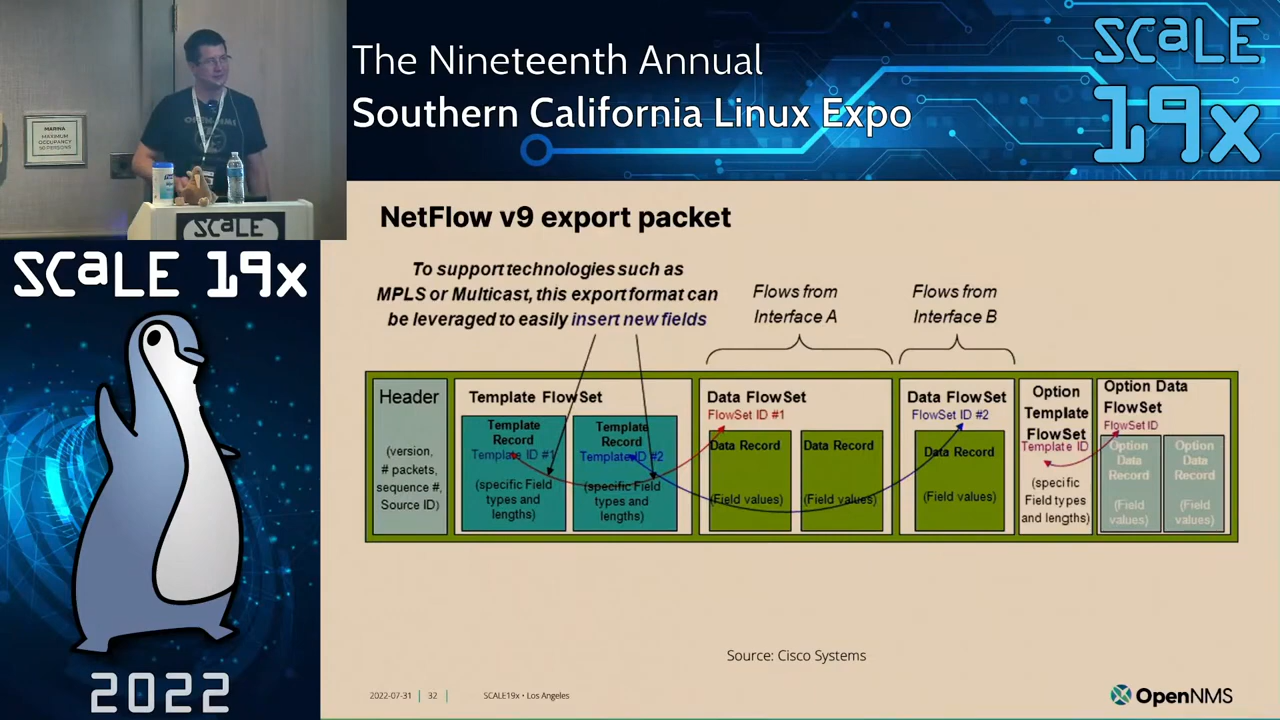 MARINA
MAXIMUM
OCCUPANCY
SCaLE
The Nineteenth Annual
Southern California Linux Expo
SCaLE
19x
SCaLE 19x
2022
NetFlow v9 export packet
To support technologies such as
MPLS or Multicast, this export format can
be leveraged to easily insert new fields
Flows from
Interface A
Flows from
Interface B
Header
(version,
# packets,
sequence #,
Source ID)
Template FlowSet
Template
Record
Template ID #1
(specific Field
types and
lengths)
Template
Record
Template ID #2
(specific Field
types and
lengths)
Data FlowSet
FlowSet ID #1
Data Record
(Field values)
Data Record
(Field values)
Data FlowSet
FlowSet ID #2
Data Record
(Field values)
Option
Template
FlowSet
Template ID
(specific
Field types
and lengths)
Option Data
FlowSet
FlowSet ID
Option
Data
Record
(Field
values)
Option
Data
Record
(Field
values)
Source: Cisco Systems
2022-07-31 | 32 | SCALE19x • Los Angeles
OpenNMS